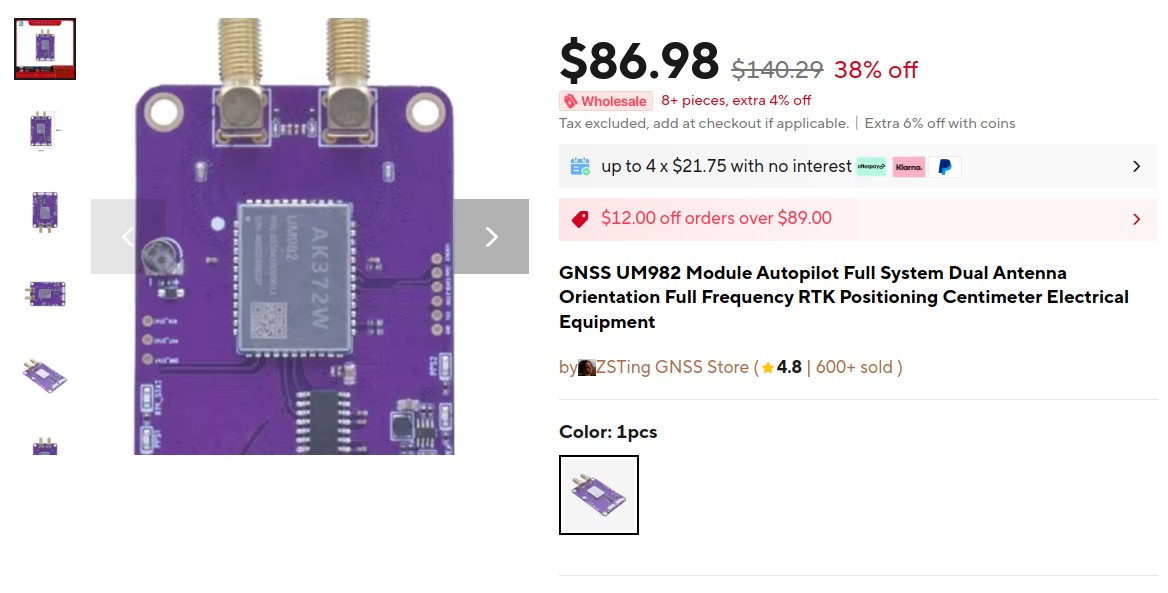 $86.98 $140.29 38% off
Wholesale 8+ pieces, extra 4% off
Tax excluded, add at checkout if applicable. | Extra 6% off with coins
up to 4 x $21.75 with no interest afterpay Klarna.
$12.00 off orders over $89.00
GNSS UM982 Module Autopilot Full System Dual Antenna
Orientation Full Frequency RTK Positioning Centimeter Electrical
Equipment
by ZSTing GNSS Store ( 4.8 | 600+ sold )
Color: 1pcs
AK372W
UM982
RTK_STAT
PPS1
PPS2